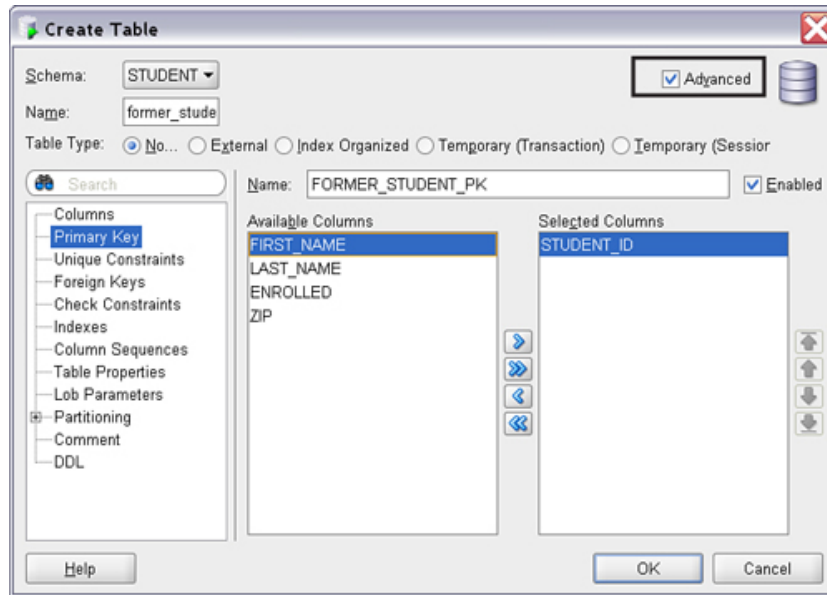 Create Table
Schema: STUDENT Advanced
Name: former_stude
Table Type: No... External Index Organized Temporary (Transaction) Temporary (Session
Search
Columns
Primary Key
Unique Constraints
Foreign Keys
Check Constraints
Indexes
Column Sequences
Table Properties
Lob Parameters
Partitioning
Comment
DDL
Name: FORMER_STUDENT_PK Enabled
Available Columns
FIRST_NAME
LAST_NAME
ENROLLED
ZIP
Selected Columns
STUDENT_ID
Help OK Cancel